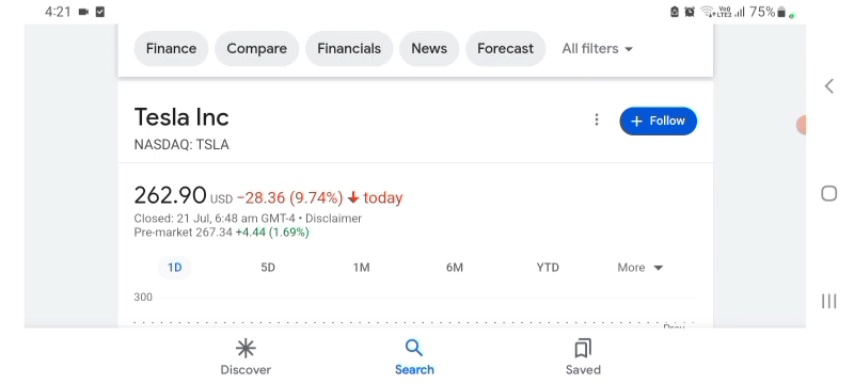 4:21
75%
Finance Compare Financials News Forecast All filters
Tesla Inc
+ Follow
NASDAQ: TSLA
262.90 USD −28.36 (9.74%) today
Closed: 21 Jul, 6:48 am GMT-4 • Disclaimer
Pre-market 267.34 +4.44 (1.69%)
1D 5D 1M 6M YTD More
300
Discover Search Saved